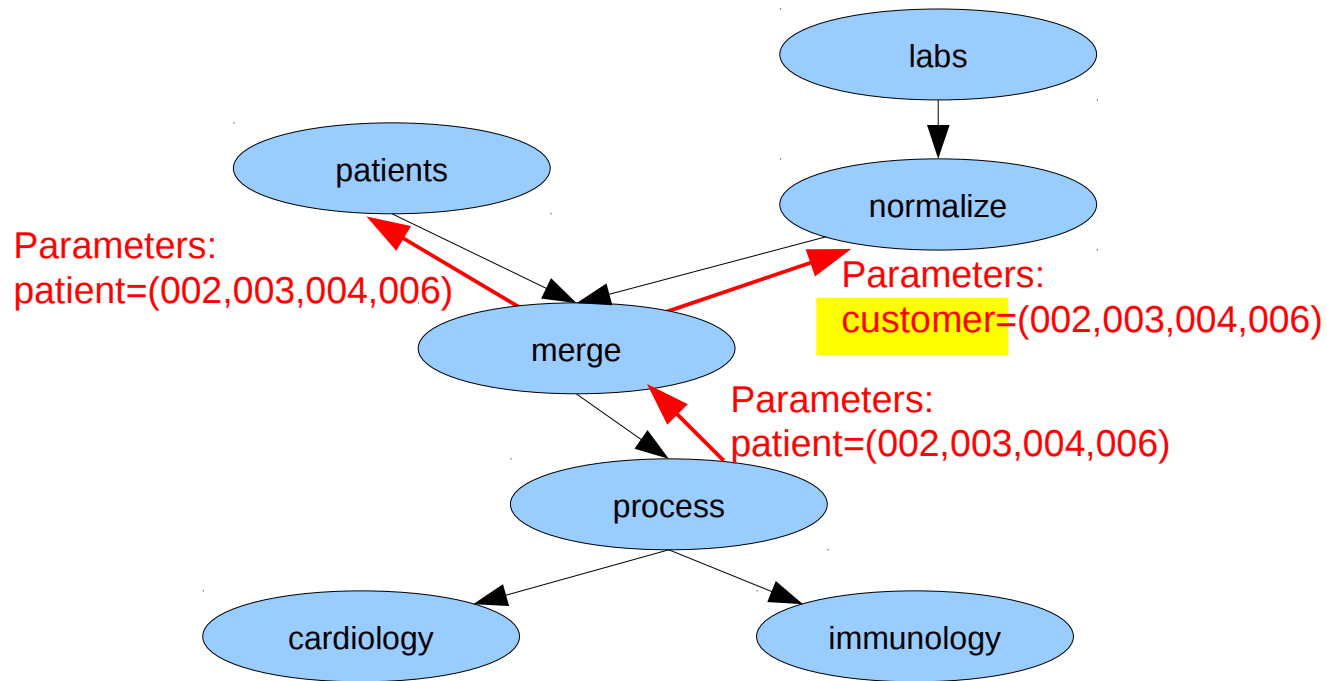 labs
patients
normalize
Parameters:
patient=(002,003,004,006)
Parameters:
customer=(002,003,004,006)
merge
Parameters:
patient=(002,003,004,006)
process
cardiology
immunology